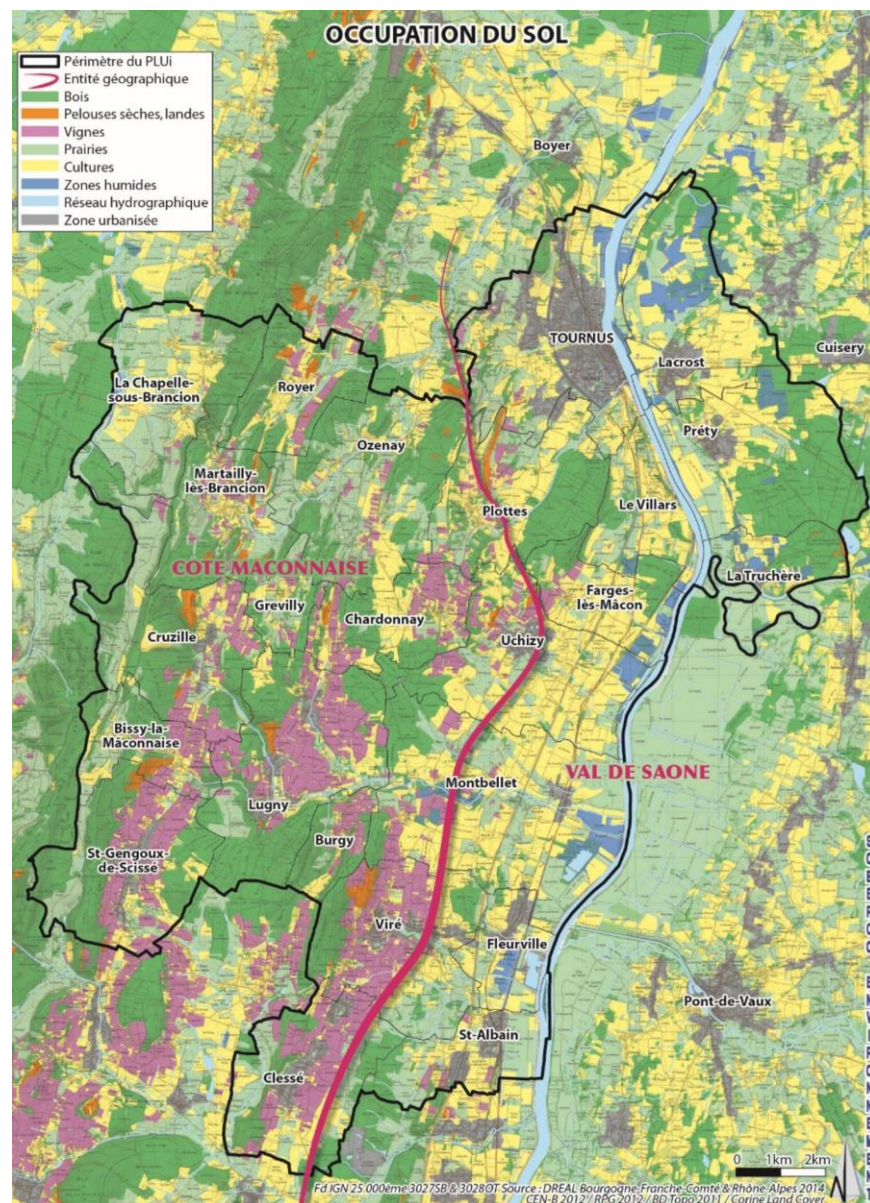 OCCUPATION DU SOL
Périmètre du PLUi
Entité géographique
Bois
Pelouses sèches, landes
Vignes
Prairies
Cultures
Zones humides
Réseau hydrographique
Zone urbanisée
Boyer
TOURNUS
Lacrost
Cuisery
La Chapelle-
sous-Brancion
Royer
Ozenay
Préty
Martailly-
lès-Brancion
Plottes
Le Villars
COTE MACONNAISE
La Truchère
Grevilly
Chardonnay
Farges-
lès-Mâcon
Cruzille
Uchizy
Bissy-la-
Mâconnaise
VAL DE SAONE
Montbellet
Lugny
Burgy
St-Gengoux-
de-Scissé
Viré
Fleurville
Pont-de-Vaux
St-Albain
Clessé
0 1km 2km
Fd IGN 25 000ème 3027SB & 3028OT Source : DREAL Bourgogne-Franche-Comté & Rhône-Alpes 2014
CEN-B 2012 / RPG 2012 / BD Topo 2011 / Corine Land Cover